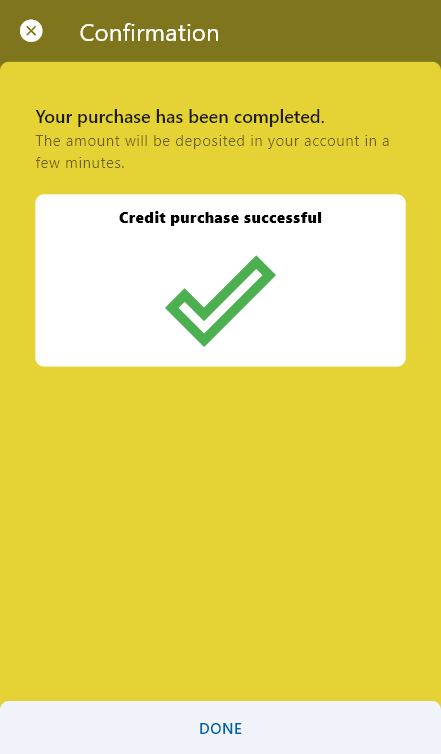 Confirmation
Your purchase has been completed.
The amount will be deposited in your account in a
few minutes.
Credit purchase successful
DONE